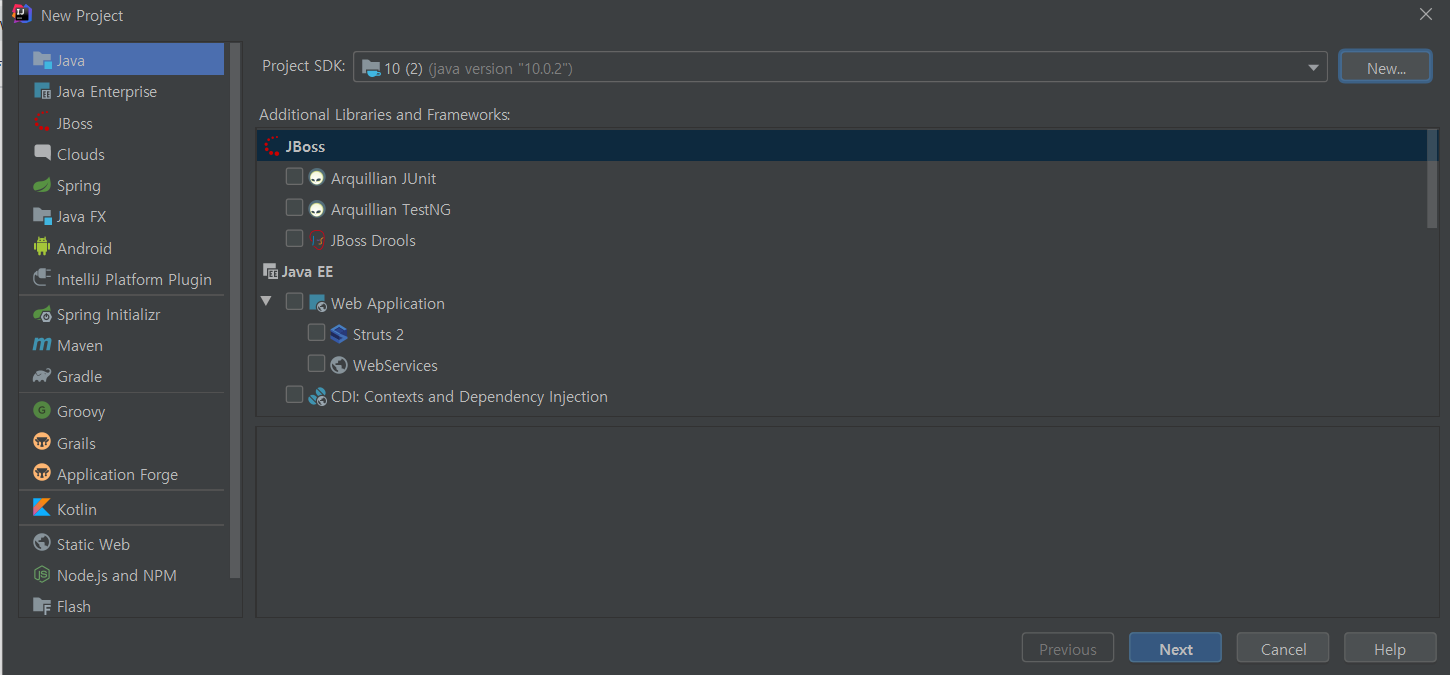 New Project
Java
Java Enterprise
JBoss
Clouds
Spring
Java FX
Android
IntelliJ Platform Plugin
Spring Initializr
Maven
Gradle
Groovy
Grails
Application Forge
Kotlin
Static Web
Node.js and NPM
Flash
Project SDK: 10 (2) (java version "10.0.2") New...
Additional Libraries and Frameworks:
JBoss
Arquillian JUnit
Arquillian TestNG
JBoss Drools
Java EE
Web Application
Struts 2
WebServices
CDI: Contexts and Dependency Injection
Previous Next Cancel Help